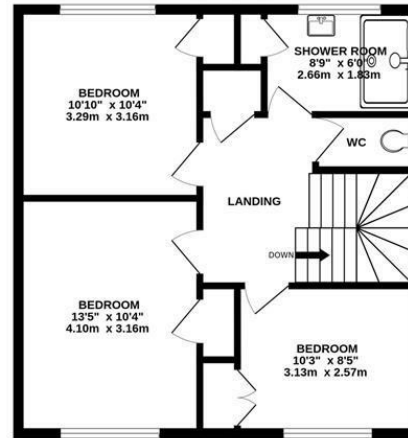 SHOWER ROOM
8'9" x 6'0"
2.66m x 1.83m
BEDROOM
10'10" x 10'4"
3.29m x 3.16m
WC
LANDING
DOWN
BEDROOM
13'5" x 10'4"
4.10m x 3.16m
BEDROOM
10'3" x 8'5"
3.13m x 2.57m